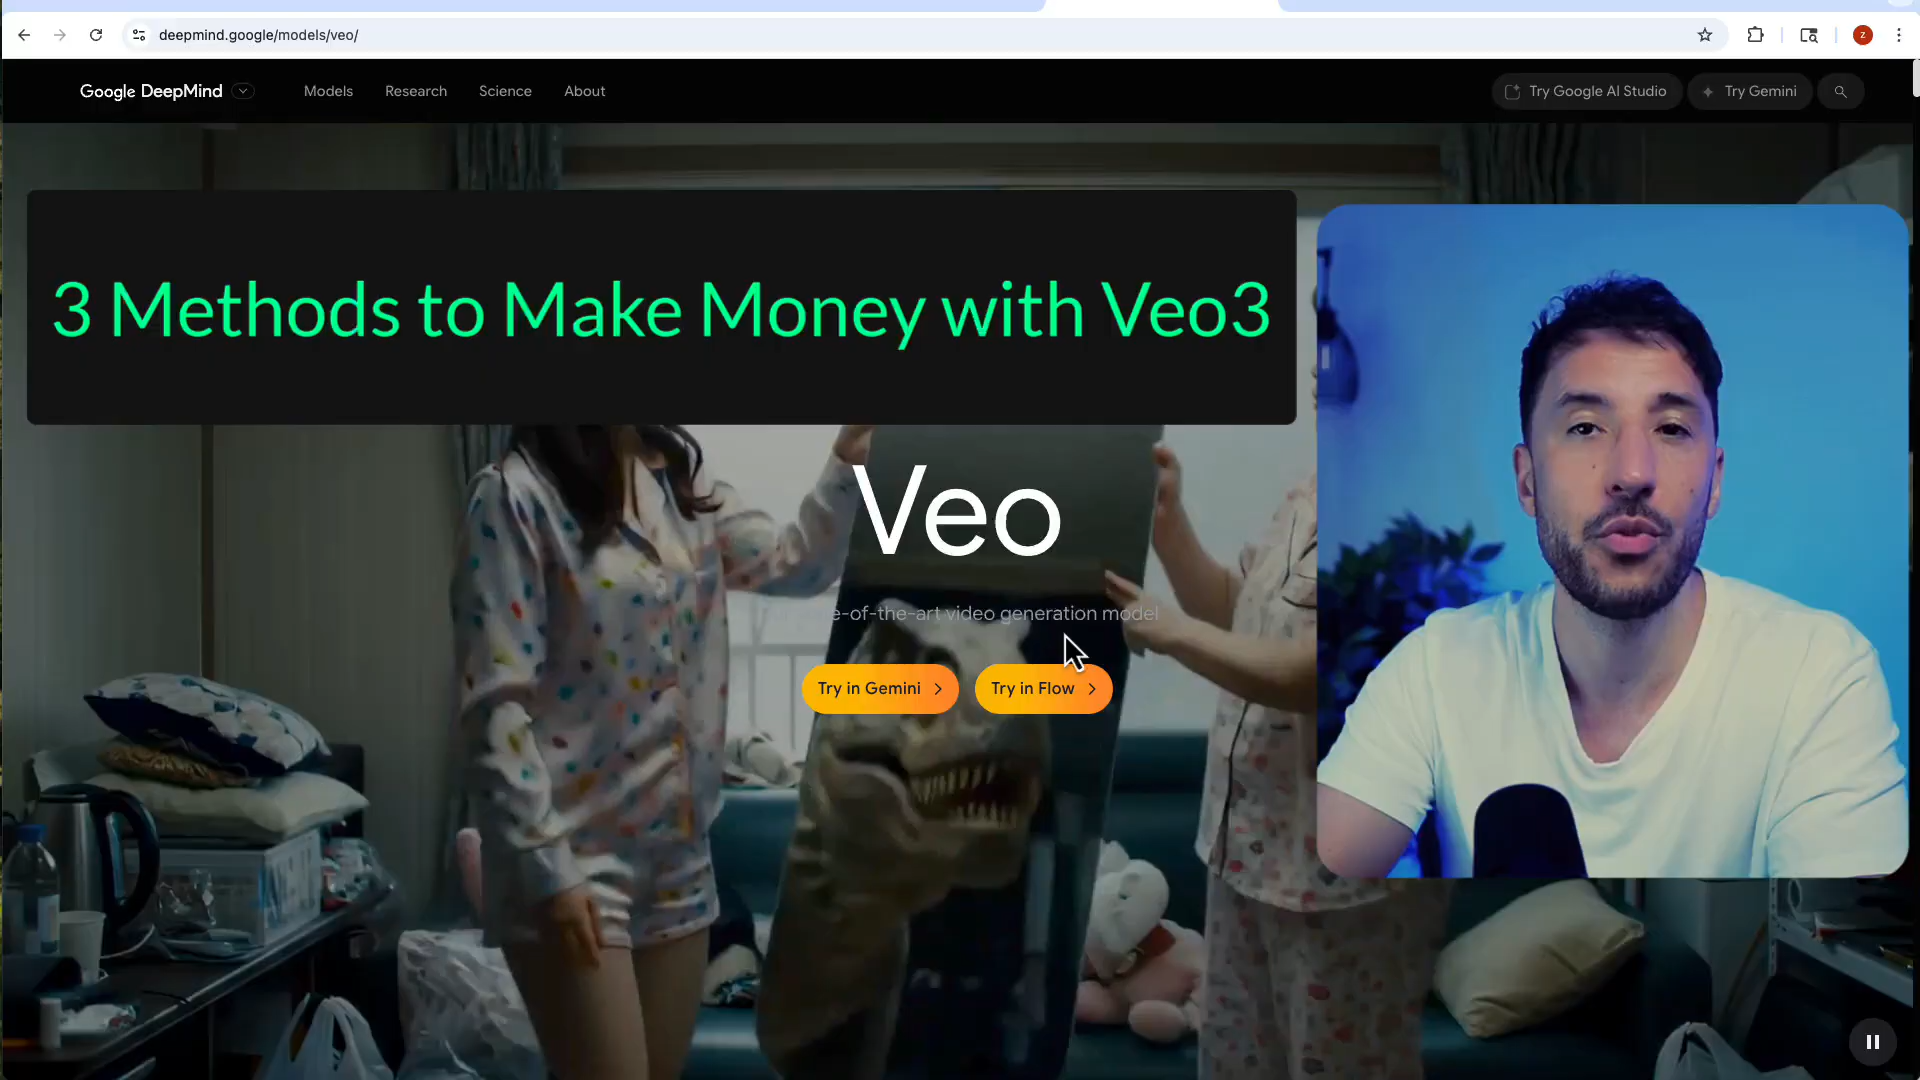 deepmind.google/models/veo/
z
Google DeepMind
Models
Research
Science
About
Try Google AI Studio
Try Gemini
3 Methods to Make Money with Veo3
Veo
-of-the-art video generation model
Try in Gemini
Try in Flow